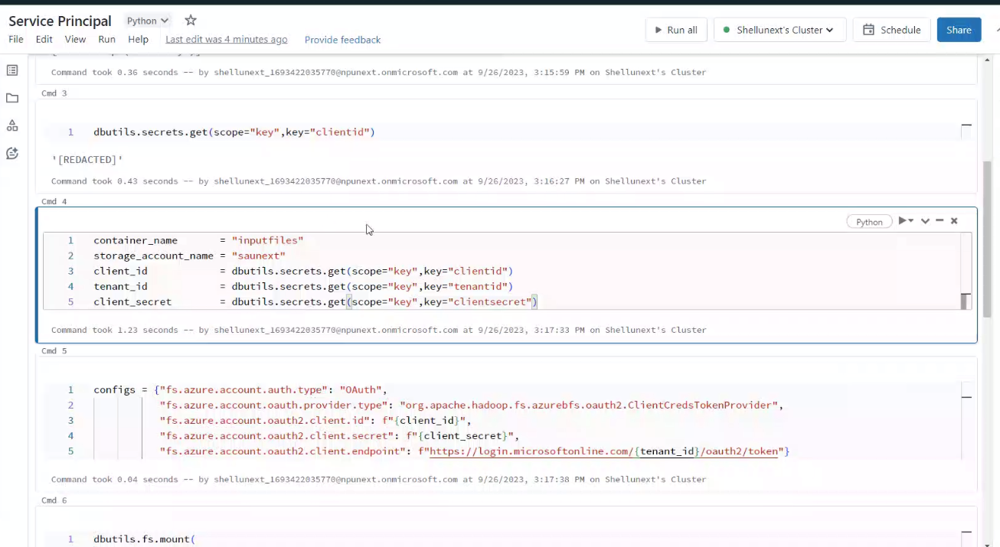 Service Principal Python
File Edit View Run Help Last edit was 4 minutes ago Provide feedback
Run all Shellunext's Cluster Schedule Share
Command took 0.36 seconds -- by shellunext_1693422035770@npunext.onmicrosoft.com at 9/26/2023, 3:15:59 PM on Shellunext's Cluster
Cmd 3
1 dbutils.secrets.get(scope="key",key="clientid")
'[REDACTED]'
Command took 0.43 seconds -- by shellunext_1693422035770@npunext.onmicrosoft.com at 9/26/2023, 3:16:27 PM on Shellunext's Cluster
Cmd 4
Python
1 container_name = "inputfiles"
2 storage_account_name = "saunext"
3 client_id = dbutils.secrets.get(scope="key",key="clientid")
4 tenant_id = dbutils.secrets.get(scope="key",key="tenantid")
5 client_secret = dbutils.secrets.get(scope="key",key="clientsecret")
Command took 1.23 seconds -- by shellunext_1693422035770@npunext.onmicrosoft.com at 9/26/2023, 3:17:33 PM on Shellunext's Cluster
Cmd 5
1 configs = {"fs.azure.account.auth.type": "OAuth",
2 "fs.azure.account.oauth.provider.type": "org.apache.hadoop.fs.azurebfs.oauth2.ClientCredsTokenProvider",
3 "fs.azure.account.oauth2.client.id": f"{client_id}",
4 "fs.azure.account.oauth2.client.secret": f"{client_secret}",
5 "fs.azure.account.oauth2.client.endpoint": f"https://login.microsoftonline.com/{tenant_id}/oauth2/token"}
Command took 0.04 seconds -- by shellunext_1693422035770@npunext.onmicrosoft.com at 9/26/2023, 3:17:38 PM on Shellunext's Cluster
Cmd 6
1 dbutils.fs.mount(